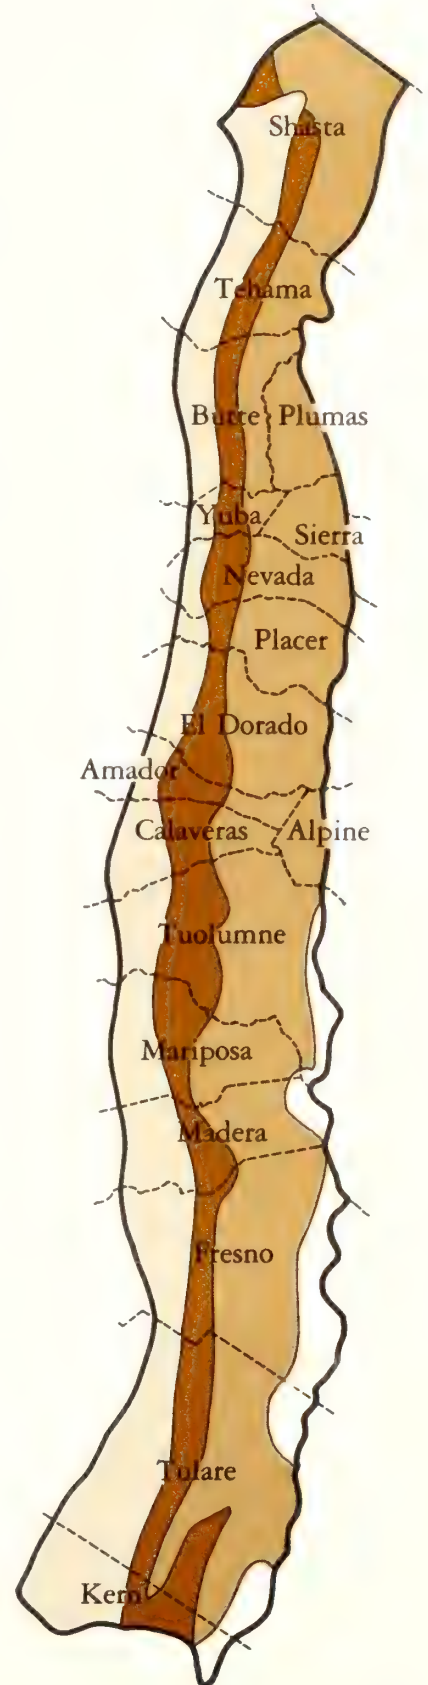 Shasta
Tehama
Butte Plumas
Yuba
Sierra
Nevada
Placer
El Dorado
Amador
Calaveras Alpine
Tuolumne
Mariposa
Madera
Fresno
Tulare
Kern